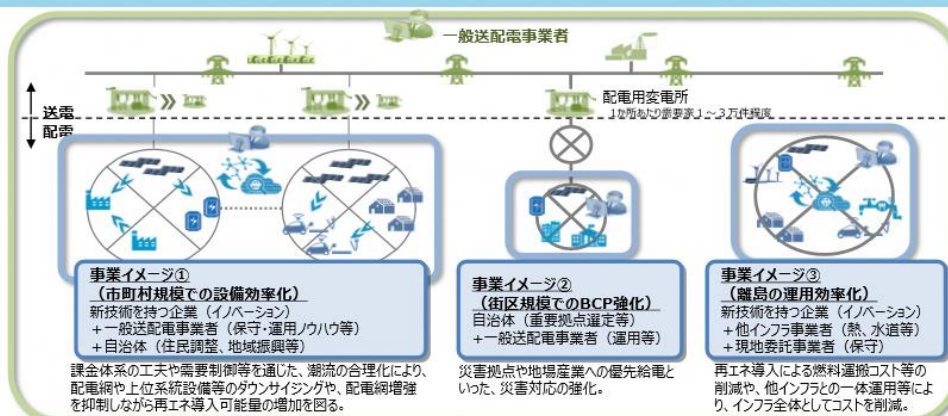 一般送配電事業者
送電
配電
配電用変電所
1か所あたり需要家1～3万件程度
事業イメージ①
（市町村規模での設備効率化）
新技術を持つ企業（イノベーション）
＋一般送配電事業者（保守・運用ノウハウ等）
＋自治体（住民調整、地域振興等）
課金体系の工夫や需要制御等を通じた、潮流の合理化により、
配電網や上位系統設備等のダウンサイジングや、配電網増強
を抑制しながら再エネ導入可能量の増加を図る。
事業イメージ②
（街区規模でのBCP強化）
自治体（重要拠点選定等）
＋一般送配電事業者（運用等）
災害拠点や地場産業への優先給電と
いった、災害対応の強化。
事業イメージ③
（離島の運用効率化）
新技術を持つ企業（イノベーション）
＋他インフラ事業者（熱、水道等）
＋現地委託事業者（保守）
再エネ導入による燃料運搬コスト等の
削減や、他インフラとの一体運用等によ
り、インフラ全体としてコストを削減。